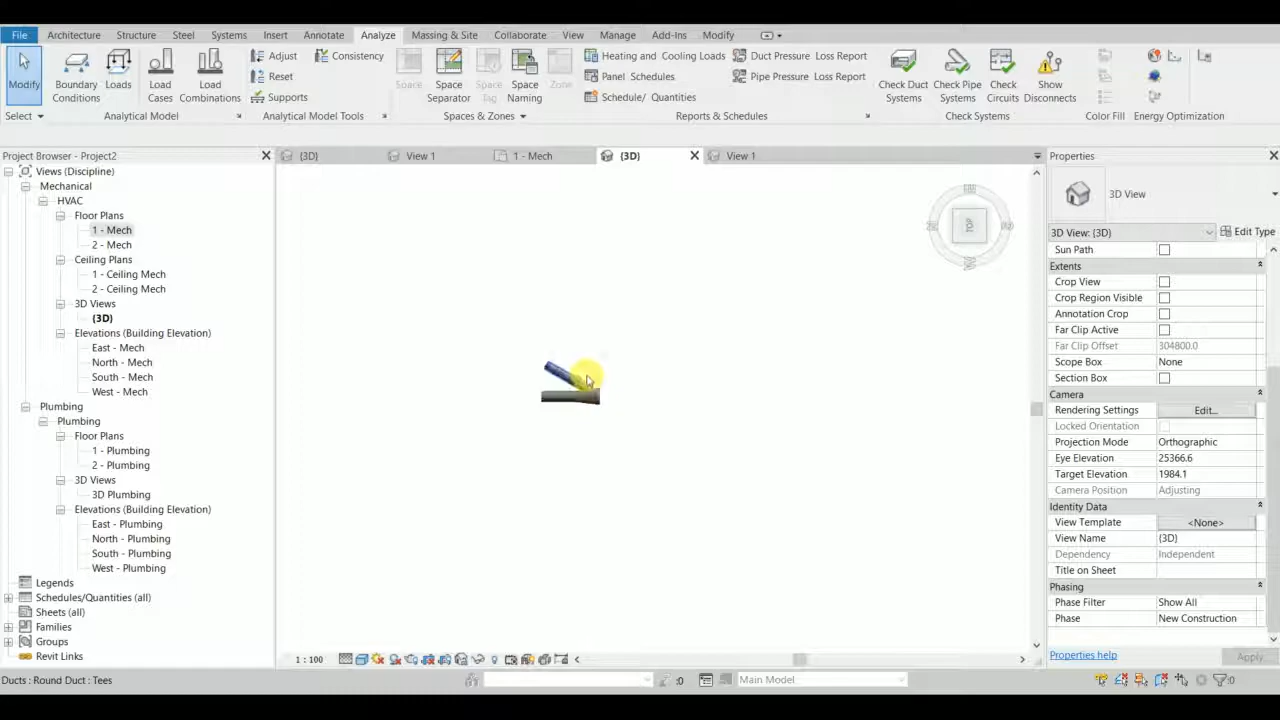 File Architecture Structure Steel Systems Insert Annotate Analyze Massing & Site Collaborate View Manage Add-Ins Modify
Modify
Boundary Conditions
Loads
Load Cases
Load Combinations
Adjust
Reset
Supports
Consistency
Space
Space Separator
Space Tag
Space Naming
Zone
Heating and Cooling Loads
Panel Schedules
Schedule/ Quantities
Duct Pressure Loss Report
Pipe Pressure Loss Report
Check Duct Systems
Check Pipe Systems
Check Circuits
Show Disconnects
Select
Analytical Model
Analytical Model Tools
Spaces & Zones
Reports & Schedules
Check Systems
Color Fill
Energy Optimization
Project Browser - Project2
{3D} View 1 1 - Mech {3D} View 1
Views (Discipline)
Mechanical
HVAC
Floor Plans
1 - Mech
2 - Mech
Ceiling Plans
1 - Ceiling Mech
2 - Ceiling Mech
3D Views
{3D}
Elevations (Building Elevation)
East - Mech
North - Mech
South - Mech
West - Mech
Plumbing
Plumbing
Floor Plans
1 - Plumbing
2 - Plumbing
3D Views
3D Plumbing
Elevations (Building Elevation)
East - Plumbing
North - Plumbing
South - Plumbing
West - Plumbing
Legends
Schedules/Quantities (all)
Sheets (all)
Families
Groups
Revit Links
TOP
1 : 100
Properties
3D View
3D View: {3D} Edit Type
Sun Path
Extents
Crop View
Crop Region Visible
Annotation Crop
Far Clip Active
Far Clip Offset 304800.0
Scope Box None
Section Box
Camera
Rendering Settings Edit...
Locked Orientation
Projection Mode Orthographic
Eye Elevation 25366.6
Target Elevation 1984.1
Camera Position Adjusting
Identity Data
View Template <None>
View Name {3D}
Dependency Independent
Title on Sheet
Phasing
Phase Filter Show All
Phase New Construction
Properties help Apply
Ducts : Round Duct : Tees
:0
Main Model
:0